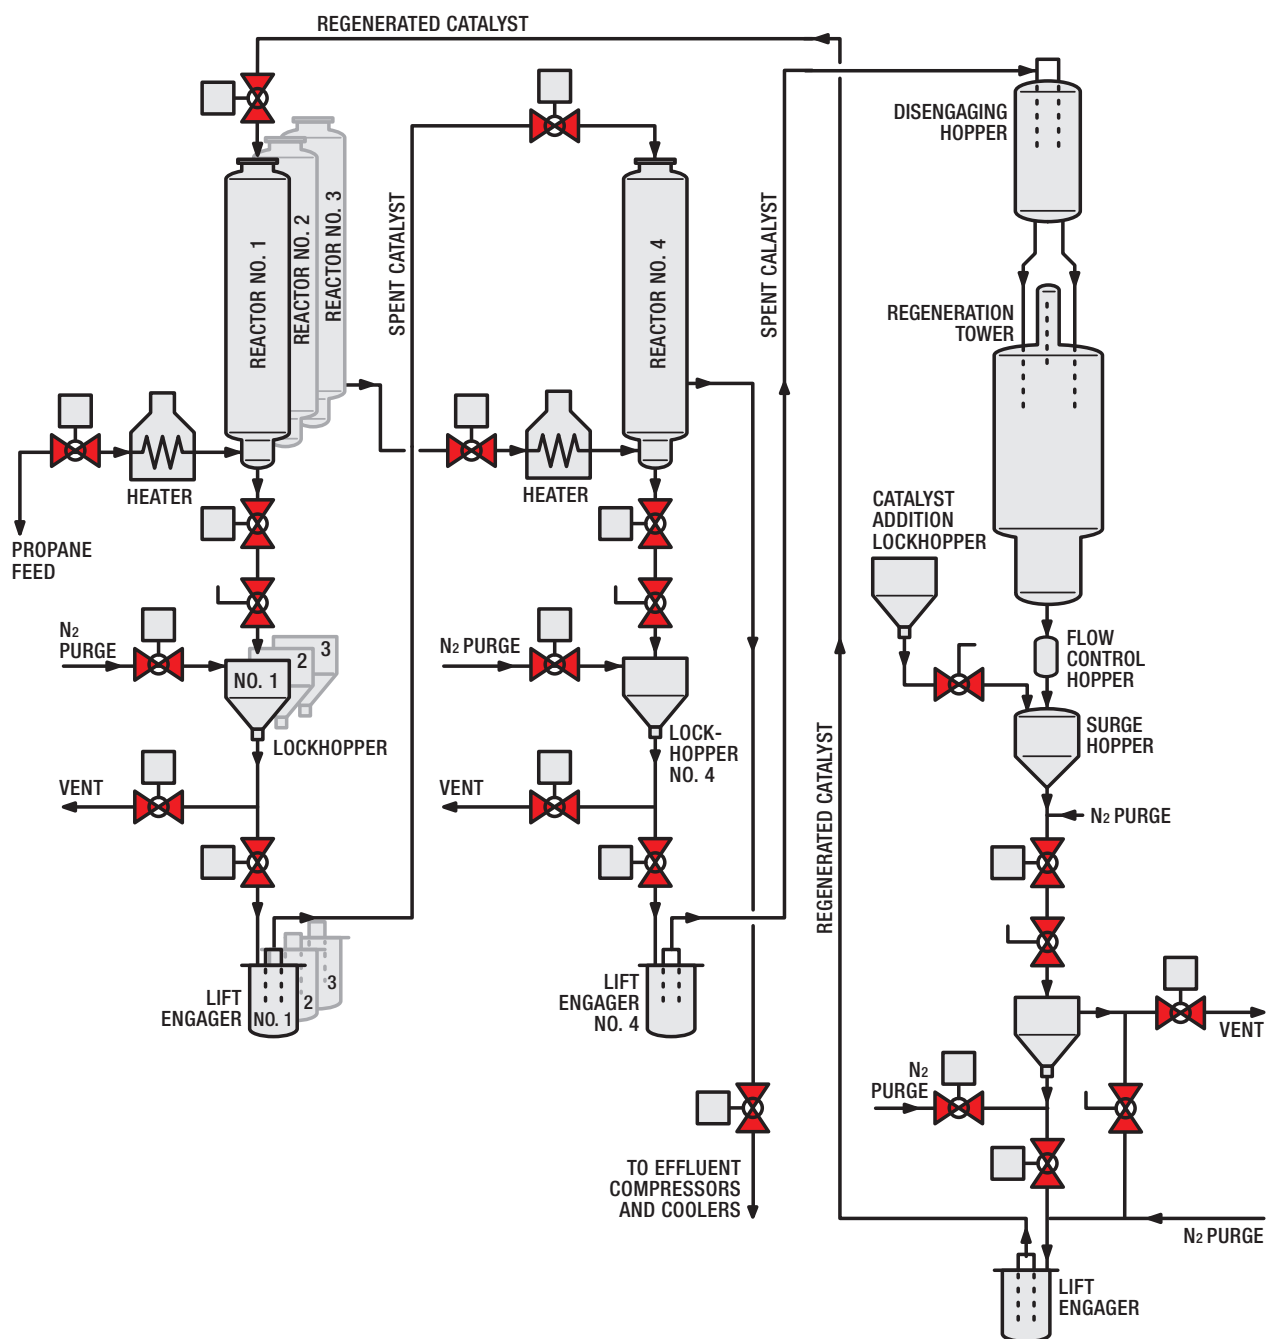 REGENERATED CATALYST
DISENGAGING
HOPPER
REACTOR NO. 1
REACTOR NO. 2
REACTOR NO. 3
SPENT CATALYST
REACTOR NO. 4
SPENT CALALYST
REGENERATION
TOWER
HEATER
HEATER
PROPANE
FEED
CATALYST
ADDITION
LOCKHOPPER
N2
PURGE
NO. 1
2
3
LOCKHOPPER
N2 PURGE
LOCK-
HOPPER
NO. 4
FLOW
CONTROL
HOPPER
SURGE
HOPPER
VENT
VENT
N2 PURGE
REGENERATED CATALYST
LIFT
ENGAGER
NO. 1
2
3
LIFT
ENGAGER
NO. 4
VENT
N2
PURGE
TO EFFLUENT
COMPRESSORS
AND COOLERS
N2 PURGE
LIFT
ENGAGER